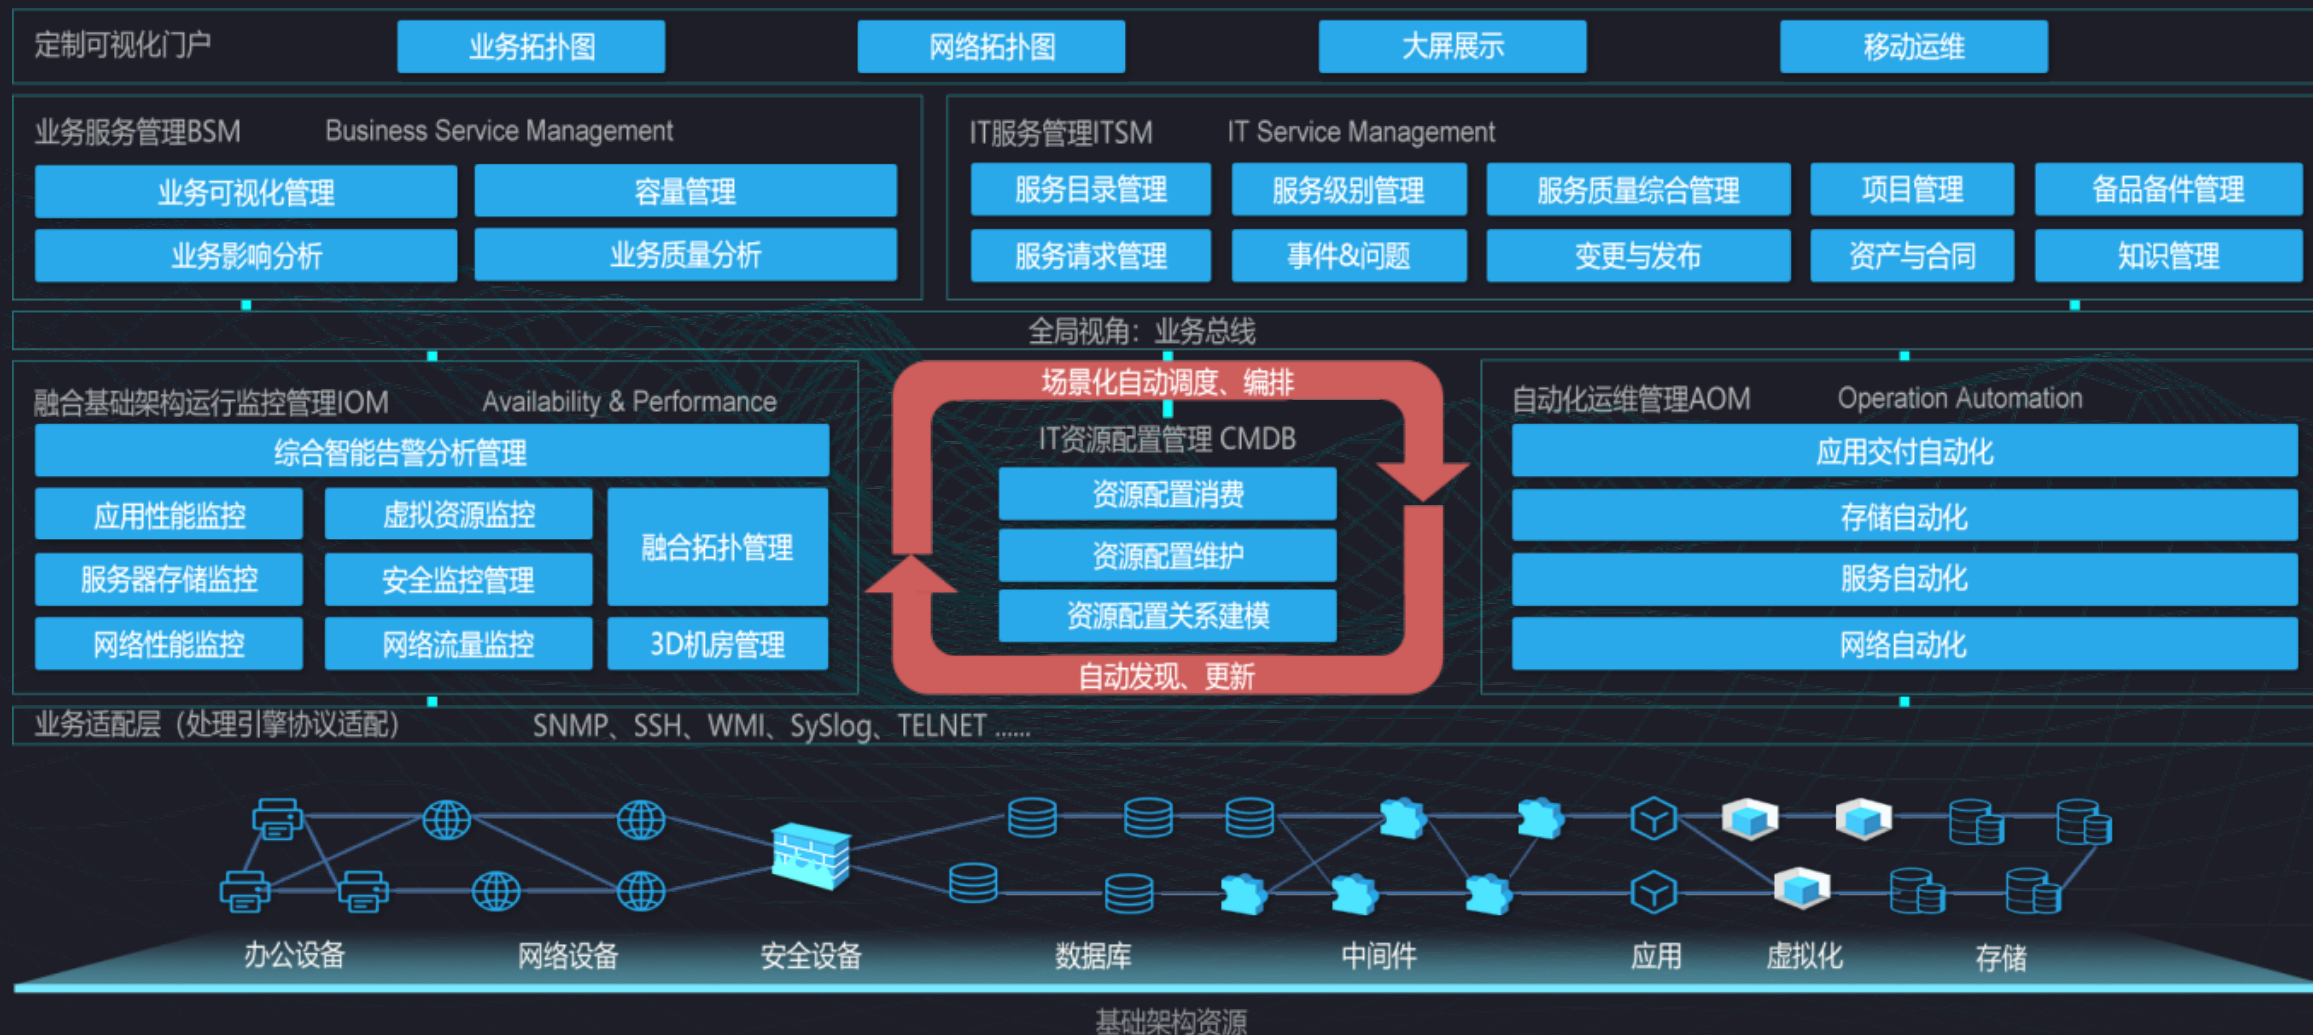 定制可视化门户
业务拓扑图
网络拓扑图
大屏展示
移动运维
业务服务管理BSM Business Service Management
业务可视化管理
容量管理
业务影响分析
业务质量分析
IT服务管理ITSM IT Service Management
服务目录管理
服务级别管理
服务质量综合管理
项目管理
备品备件管理
服务请求管理
事件&问题
变更与发布
资产与合同
知识管理
全局视角：业务总线
融合基础架构运行监控管理IOM Availability & Performance
综合智能告警分析管理
应用性能监控
虚拟资源监控
融合拓扑管理
服务器存储监控
安全监控管理
网络性能监控
网络流量监控
3D机房管理
场景化自动调度、编排
IT资源配置管理 CMDB
资源配置消费
资源配置维护
资源配置关系建模
自动发现、更新
自动化运维管理AOM Operation Automation
应用交付自动化
存储自动化
服务自动化
网络自动化
业务适配层（处理引擎协议适配） SNMP、SSH、WMI、SySlog、TELNET ......
办公设备
网络设备
安全设备
数据库
中间件
应用
虚拟化
存储
基础架构资源